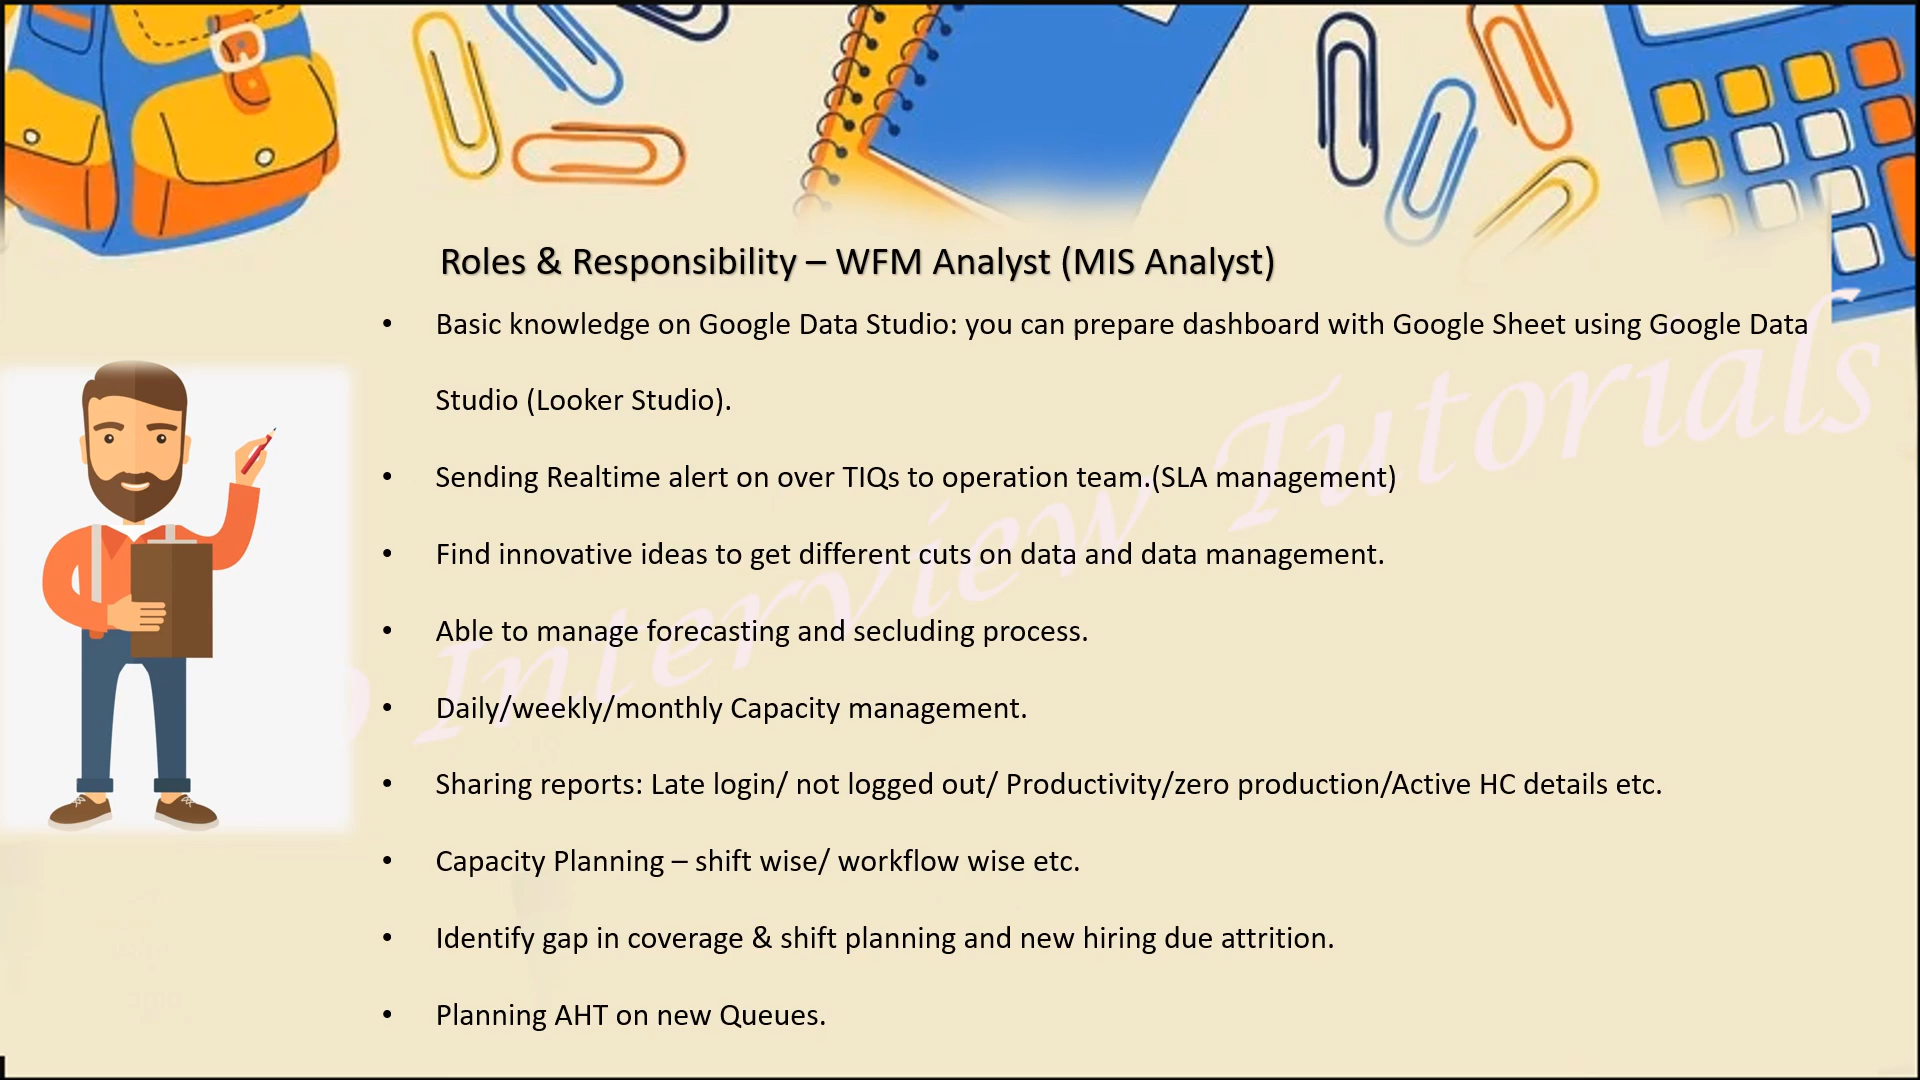 Roles & Responsibility – WFM Analyst (MIS Analyst)
• Basic knowledge on Google Data Studio: you can prepare dashboard with Google Sheet using Google Data
Studio (Looker Studio).
• Sending Realtime alert on over TIQs to operation team.(SLA management)
• Find innovative ideas to get different cuts on data and data management.
• Able to manage forecasting and secluding process.
• Daily/weekly/monthly Capacity management.
• Sharing reports: Late login/ not logged out/ Productivity/zero production/Active HC details etc.
• Capacity Planning – shift wise/ workflow wise etc.
• Identify gap in coverage & shift planning and new hiring due attrition.
• Planning AHT on new Queues.
Interview Tutorials